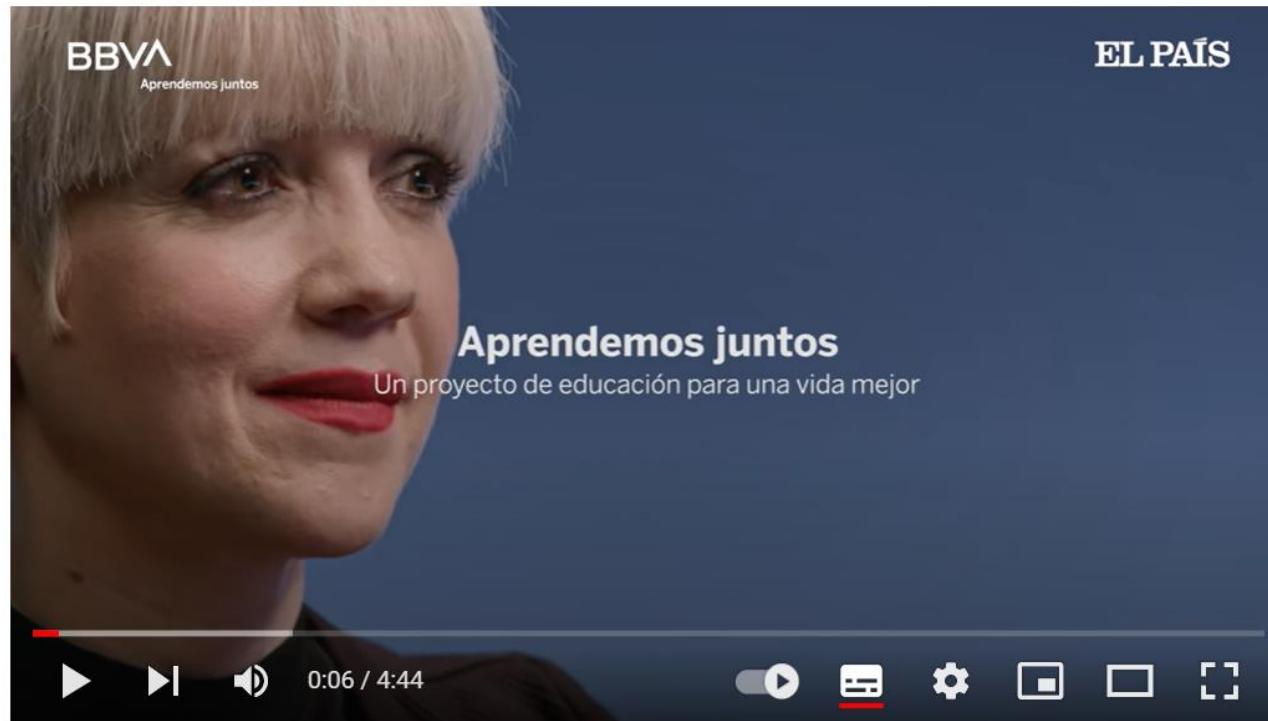 BBVA
Aprendemos juntos
EL PAÍS
Aprendemos juntos
Un proyecto de educación para una vida mejor
0:06 / 4:44